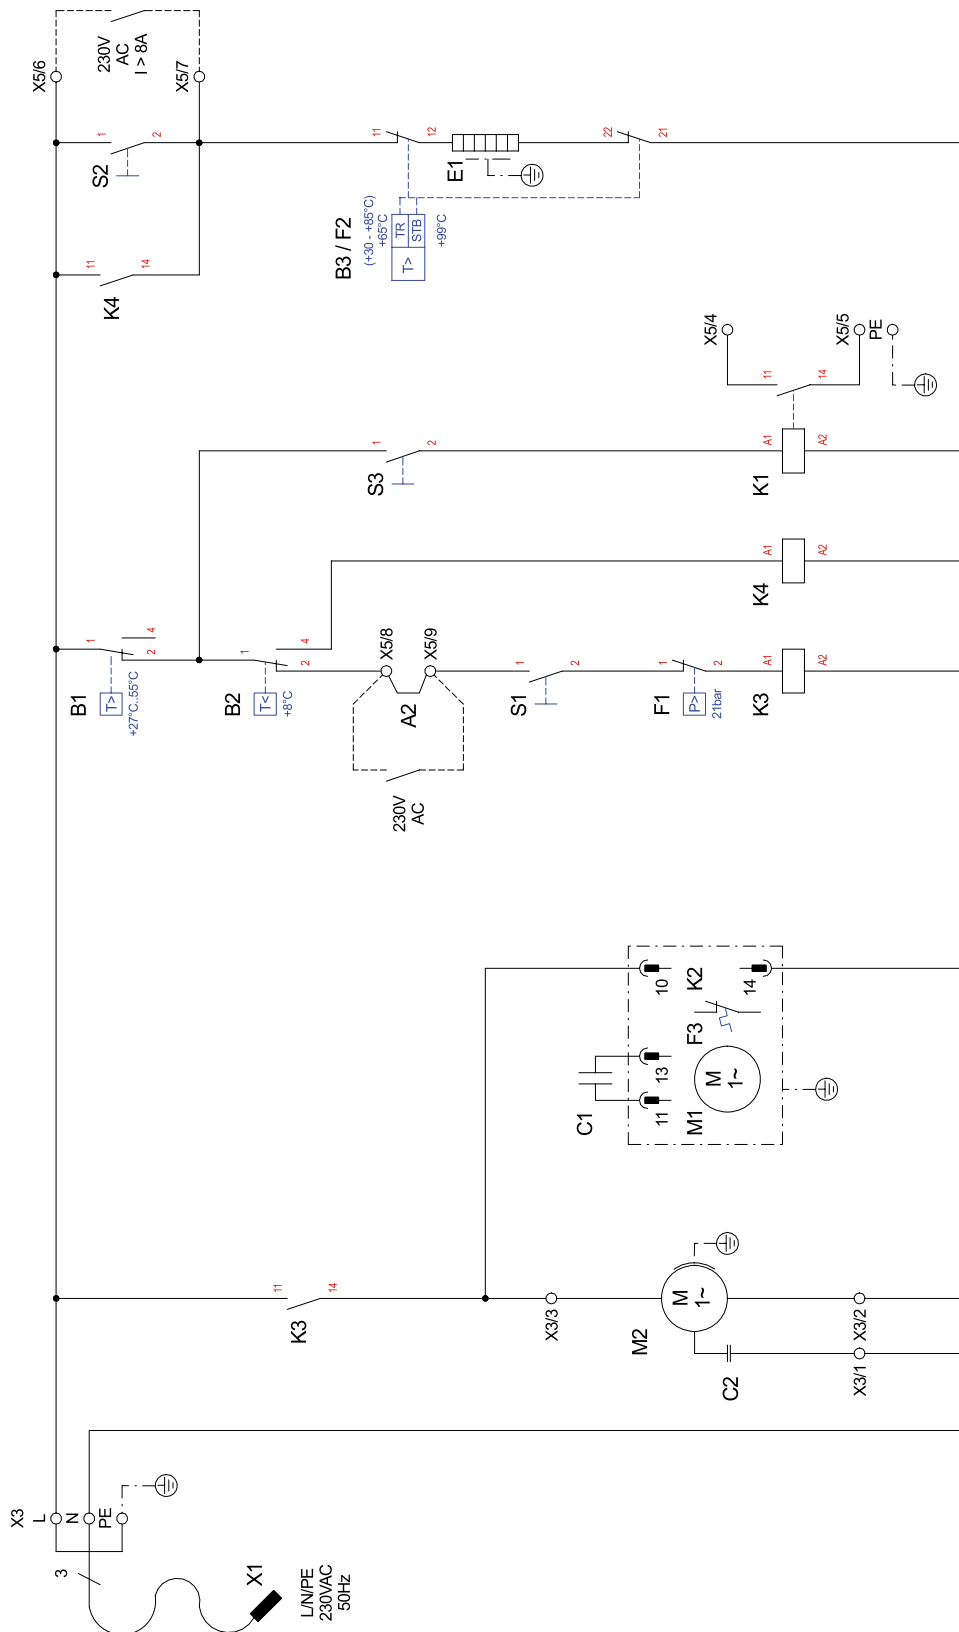 X5/6
230V
AC
I > 8A
X5/7
1
2
S2
11
14
K4
11
12
E1
22
21
B3 / F2
(+30 - +85°C)
+65°C
T>
TR
STB
+99°C
X5/4
X5/5
PE
11
14
1
2
S3
A1
A2
K1
A1
A2
K4
1
4
2
B1
T>
+27°C..55°C
1
4
2
B2
T<
+8°C
X5/8
X5/9
A2
230V
AC
1
2
S1
1
2
F1
P>
21bar
A1
A2
K3
10
K2
14
F3
13
11
C1
M1
M
1~
11
14
K3
X3/3
M
1~
M2
C2
X3/2
X3/1
X3
L
N
PE
3
X1
L/N/PE
230VAC
50Hz